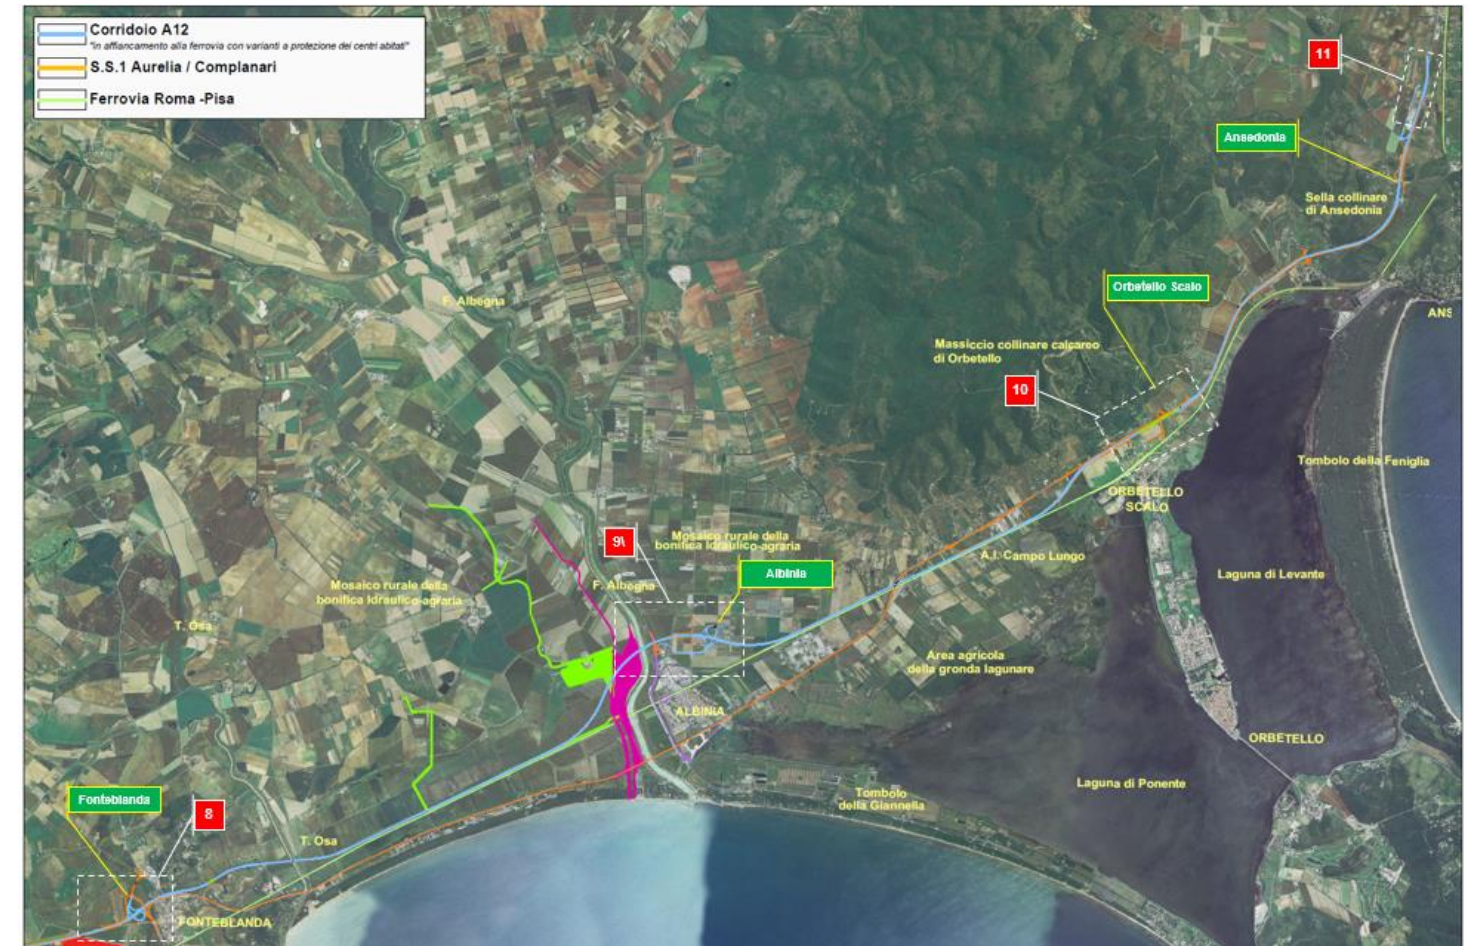 Corridoio A12
"in affiancamento alla ferrovia con varianti a protezione dei centri abitati"
S.S.1 Aurelia / Complanari
Ferrovia Roma -Pisa
11
Ansedonia
Sella collinare
di Ansedonia
Orbetello Scalo
F. Albegna
ANS
Massiccio collinare calcareo
di Orbetello
10
Tombolo della Feniglia
ORBETELLO
SCALO
9\
Mosaico rurale della
bonifica Idraulico-agraria
A.I. Campo Lungo
Albinia
Laguna di Levante
F. Albegna
Mosaico rurale della
bonifica Idraulico-agraria
T. Osa
Area agricola
della gronda lagunare
ALBINIA
ORBETELLO
Laguna di Ponente
Tombolo
della Giannella
Fonteblanda
8
T. Osa
FONTEBLANDA